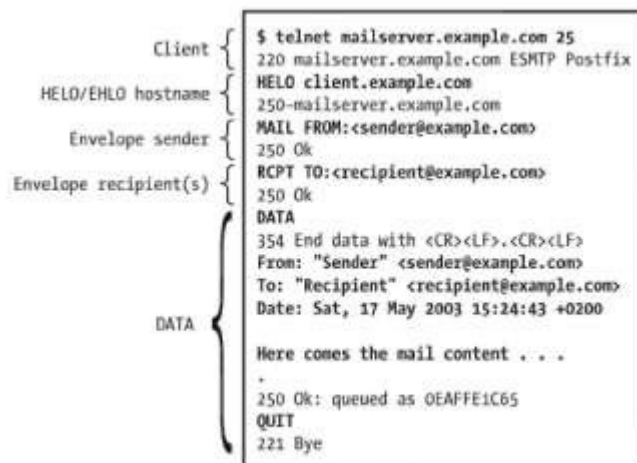 Client
$ telnet mailserver.example.com 25
220 mailserver.example.com ESMTP Postfix
HELO/EHLO hostname
HELO client.example.com
250-mailserver.example.com
Envelope sender
MAIL FROM:<sender@example.com>
250 Ok
Envelope recipient(s)
RCPT TO:<recipient@example.com>
250 Ok
DATA
DATA
354 End data with <CR><LF>.<CR><LF>
From: "Sender" <sender@example.com>
To: "Recipient" <recipient@example.com>
Date: Sat, 17 May 2003 15:24:43 +0200
Here comes the mail content . . .
.
250 Ok: queued as 0EAFFE1C65
QUIT
221 Bye